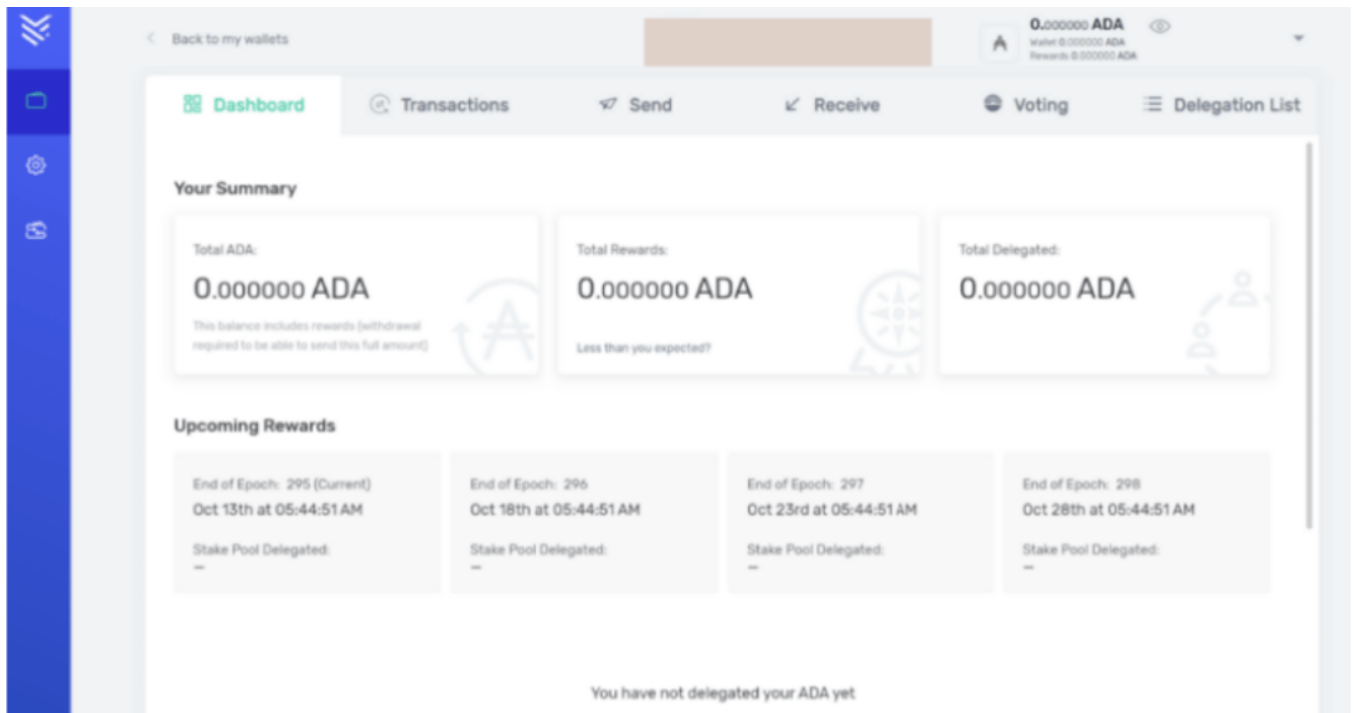 Back to my wallets
0.000000 ADA
Wallet 0.000000 ADA
Rewards 0.000000 ADA
Dashboard
Transactions
Send
Receive
Voting
Delegation List
Your Summary
Total ADA:
0.000000 ADA
This balance includes rewards (withdrawal
required to be able to send this full amount)
Total Rewards:
0.000000 ADA
Less than you expected?
Total Delegated:
0.000000 ADA
Upcoming Rewards
End of Epoch: 295 (Current)
Oct 13th at 05:44:51 AM
Stake Pool Delegated:
—
End of Epoch: 296
Oct 18th at 05:44:51 AM
Stake Pool Delegated:
—
End of Epoch: 297
Oct 23rd at 05:44:51 AM
Stake Pool Delegated:
—
End of Epoch: 298
Oct 28th at 05:44:51 AM
Stake Pool Delegated:
—
You have not delegated your ADA yet